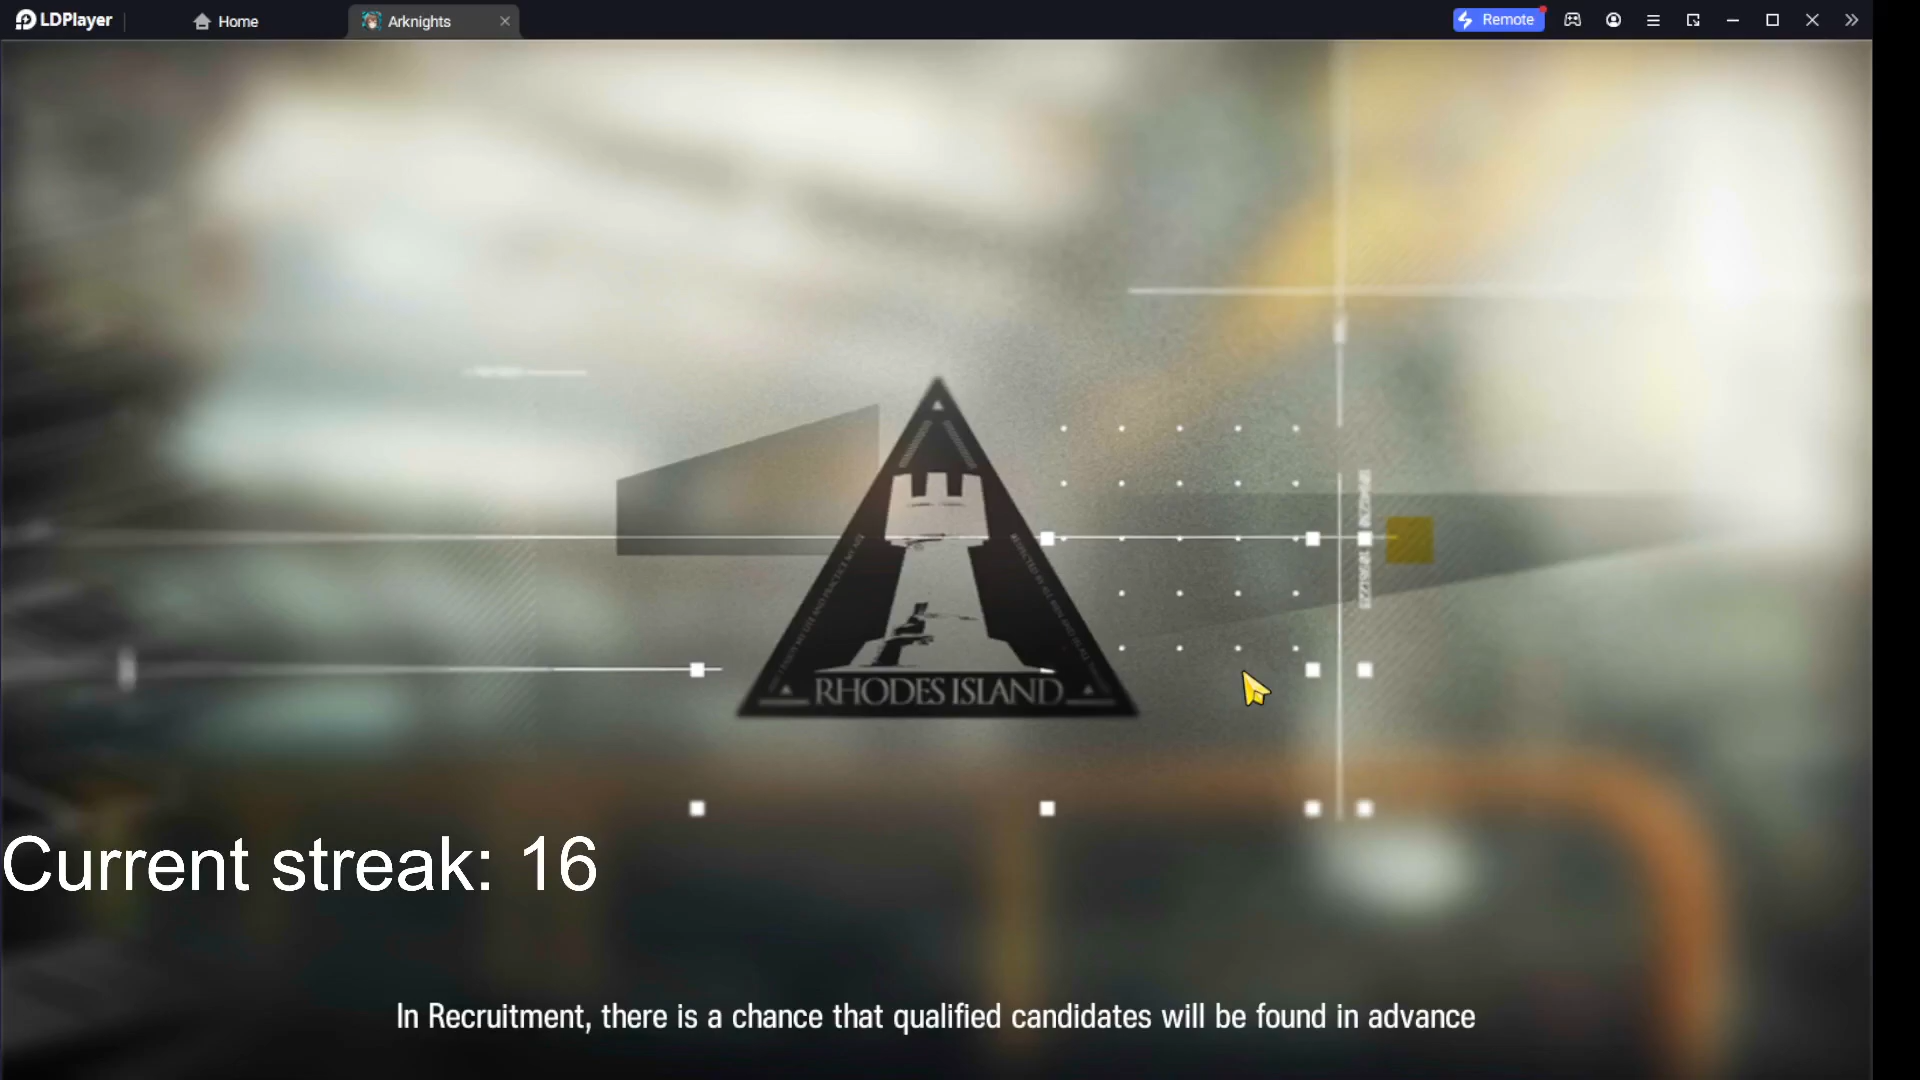 LDPlayer
Home
Arknights
Remote
RHODES ISLAND
Current streak: 16
In Recruitment, there is a chance that qualified candidates will be found in advance